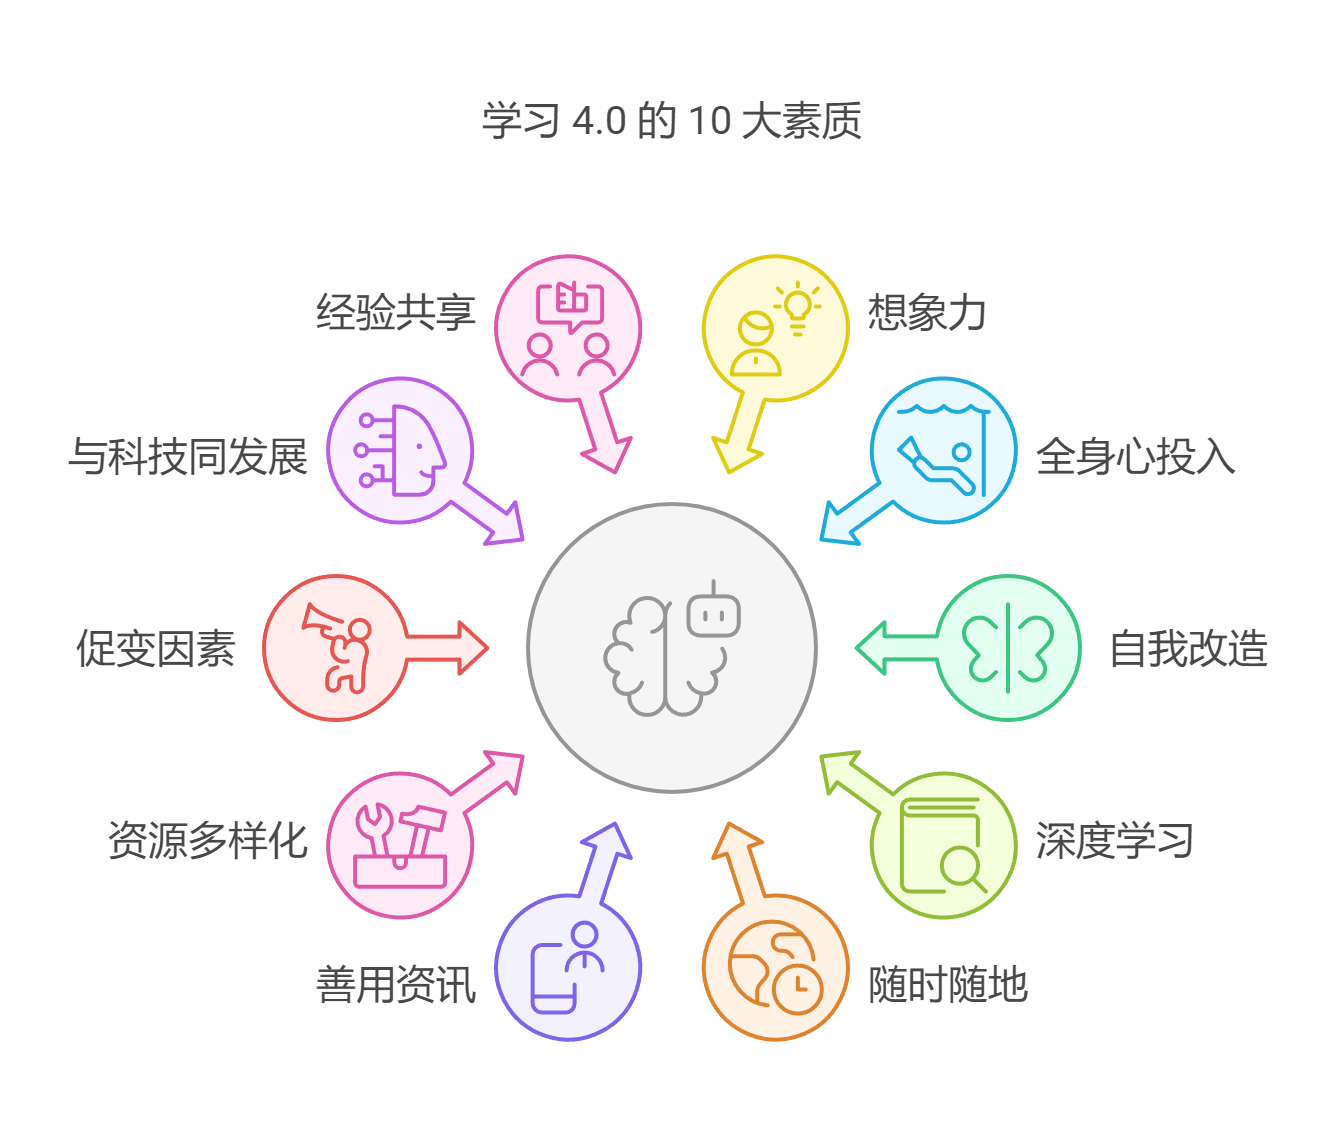 学习 4.0 的 10 大素质
经验共享
想象力
与科技同发展
全身心投入
促变因素
自我改造
资源多样化
深度学习
善用资讯
随时随地